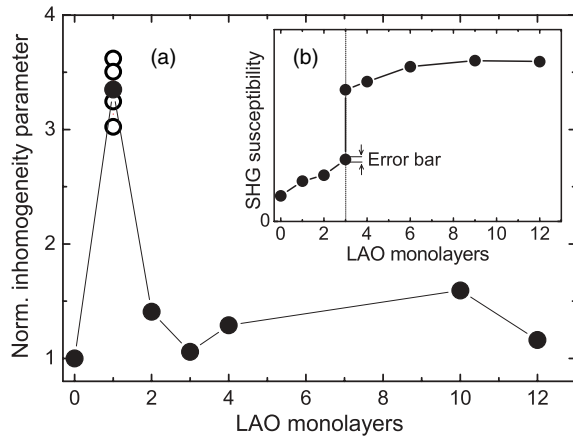 (a)
Norm. inhomogeneity parameter
4
3
2
1
0 2 4 6 8 10 12
LAO monolayers
(b)
SHG susceptibility
0
Error bar
0 2 4 6 8 10 12
LAO monolayers